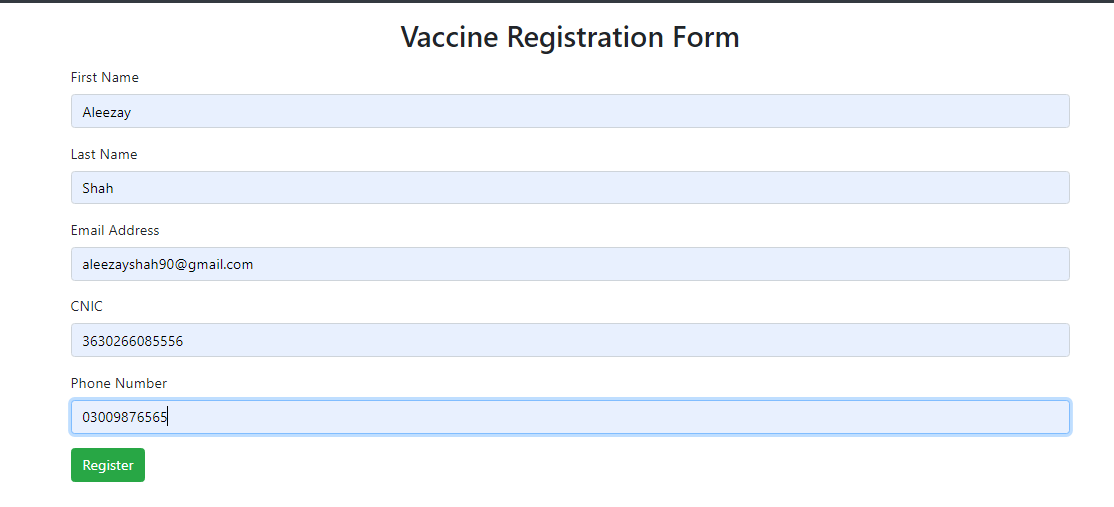 Vaccine Registration Form
First Name
Aleezay
Last Name
Shah
Email Address
aleezayshah90@gmail.com
CNIC
3630266085556
Phone Number
03009876565
Register